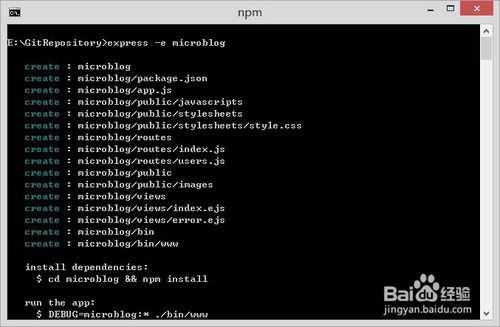 npm
E:\GitRepository>express -e microblog
create : microblog
create : microblog/package.json
create : microblog/app.js
create : microblog/public/javascripts
create : microblog/public/stylesheets
create : microblog/public/stylesheets/style.css
create : microblog/routes
create : microblog/routes/index.js
create : microblog/routes/users.js
create : microblog/public
create : microblog/public/images
create : microblog/views
create : microblog/views/index.ejs
create : microblog/views/error.ejs
create : microblog/bin
create : microblog/bin/www
install dependencies:
$ cd microblog && npm install
run the app:
$ DEBUG=microblog:* ./bin/www
Baidu 经验
jingyan.baidu.com